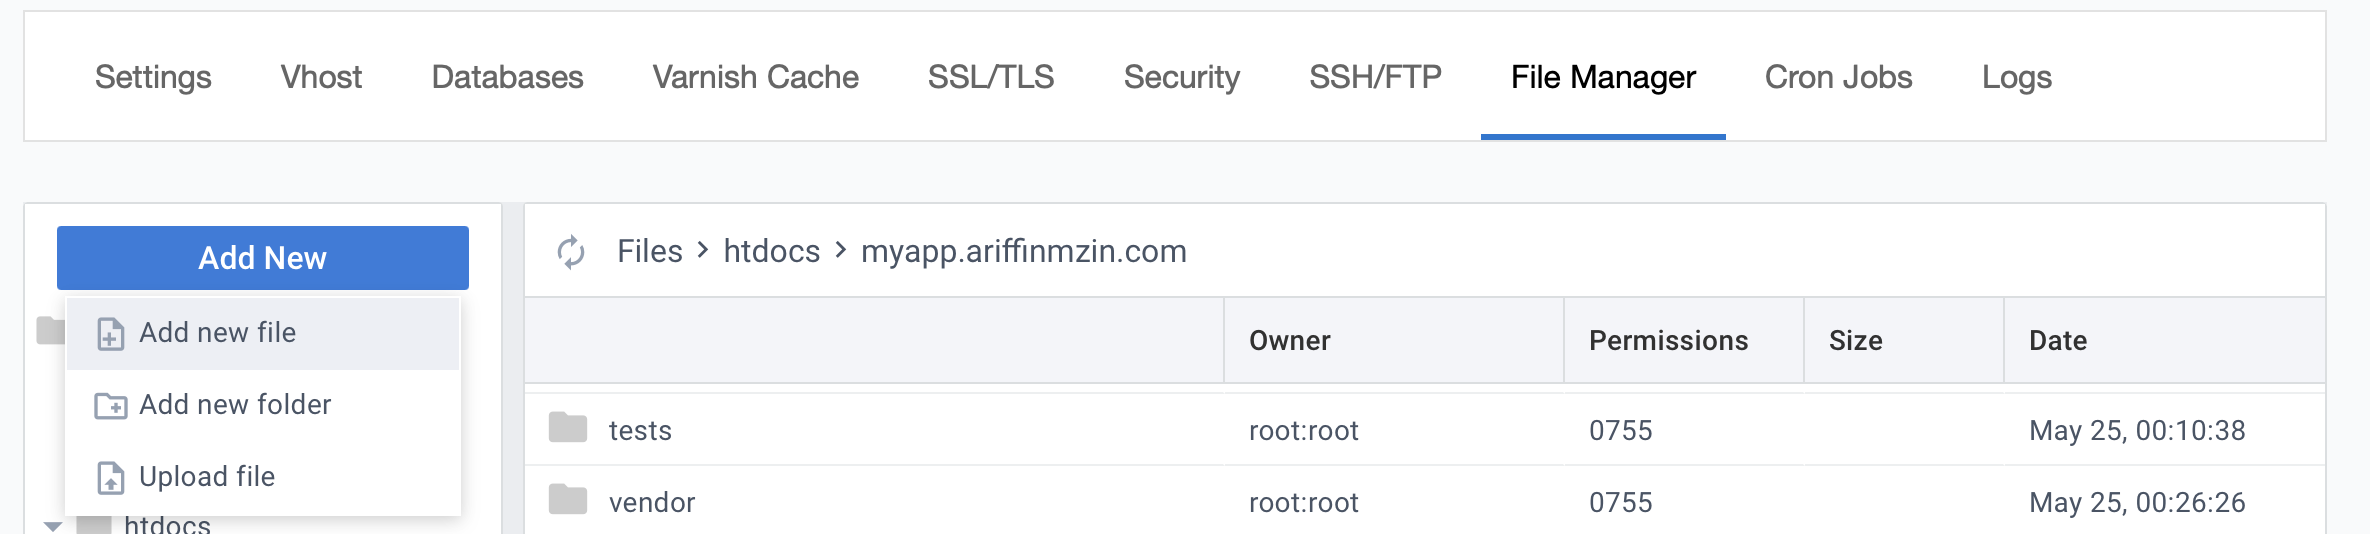 Settings Vhost Databases Varnish Cache SSL/TLS Security SSH/FTP File Manager Cron Jobs Logs
Add New
Add new file
Add new folder
Upload file
htdocs
Files > htdocs > myapp.ariffinmzin.com
Owner Permissions Size Date
tests root:root 0755 May 25, 00:10:38
vendor root:root 0755 May 25, 00:26:26